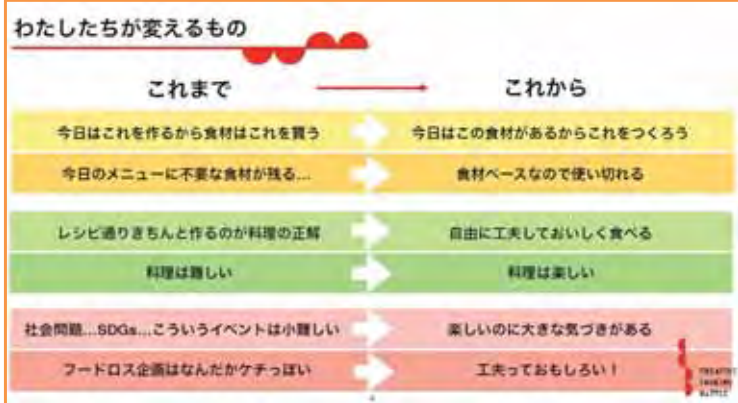 わたしたちが変えるもの
これまで
これから
今日はこれを作るから食材はこれを買う
今日はこの食材があるからこれをつくろう
今日のメニューに不要な食材が残る...
食材ベースなので使い切れる
レシピ通りきちんと作るのが料理の正解
自由に工夫しておいしく食べる
料理は難しい
料理は楽しい
社会問題...SDGs...こういうイベントは小難しい
楽しいのに大きな気づきがある
フードロス企画はなんだかケチっぽい
工夫っておもしろい！
CREATIVE
COOKING
BATTLE